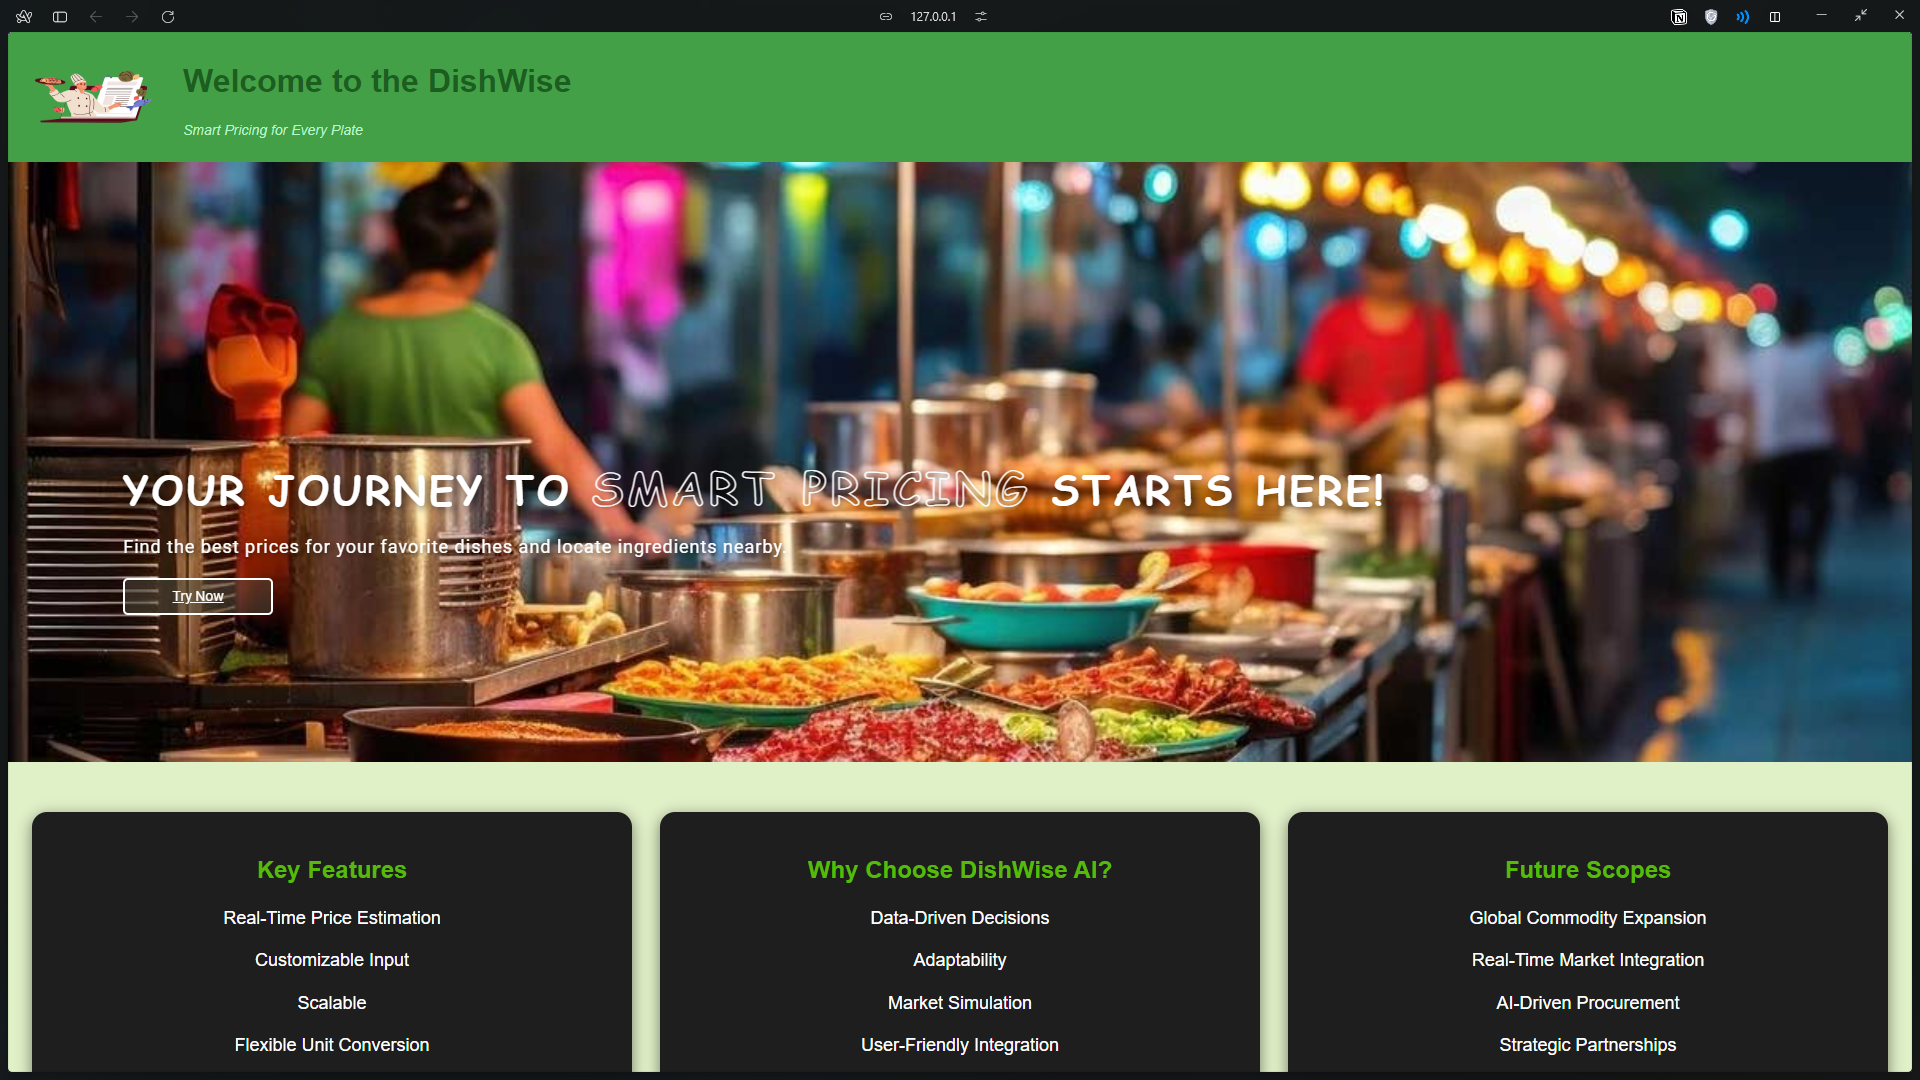 127.0.0.1
Welcome to the DishWise
Smart Pricing for Every Plate
YOUR JOURNEY TO SMART PRICING STARTS HERE!
Find the best prices for your favorite dishes and locate ingredients nearby.
Try Now
Key Features
Real-Time Price Estimation
Customizable Input
Scalable
Flexible Unit Conversion
Why Choose DishWise AI?
Data-Driven Decisions
Adaptability
Market Simulation
User-Friendly Integration
Future Scopes
Global Commodity Expansion
Real-Time Market Integration
AI-Driven Procurement
Strategic Partnerships